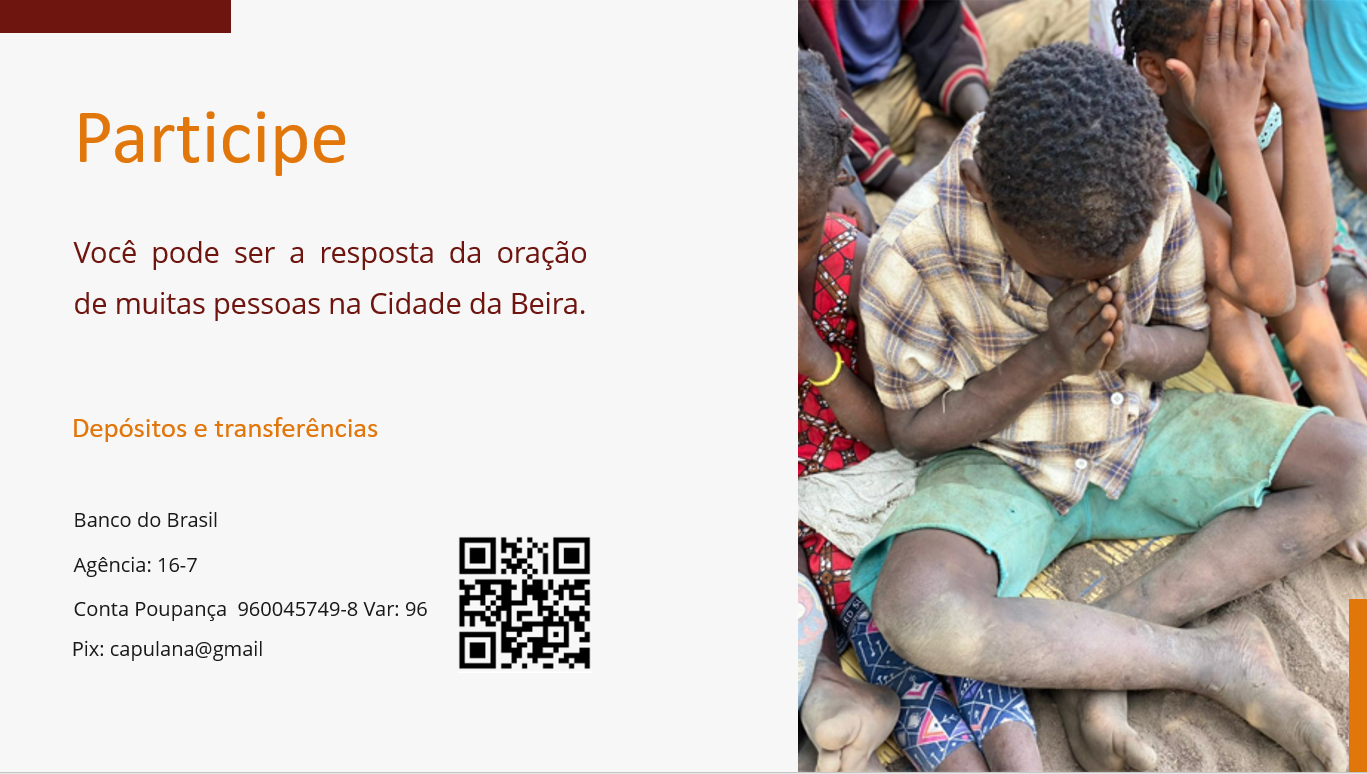 Participe
Você pode ser a resposta da oração
de muitas pessoas na Cidade da Beira.
Depósitos e transferências
Banco do Brasil
Agência: 16-7
Conta Poupança 960045749-8 Var: 96
Pix: capulana@gmail